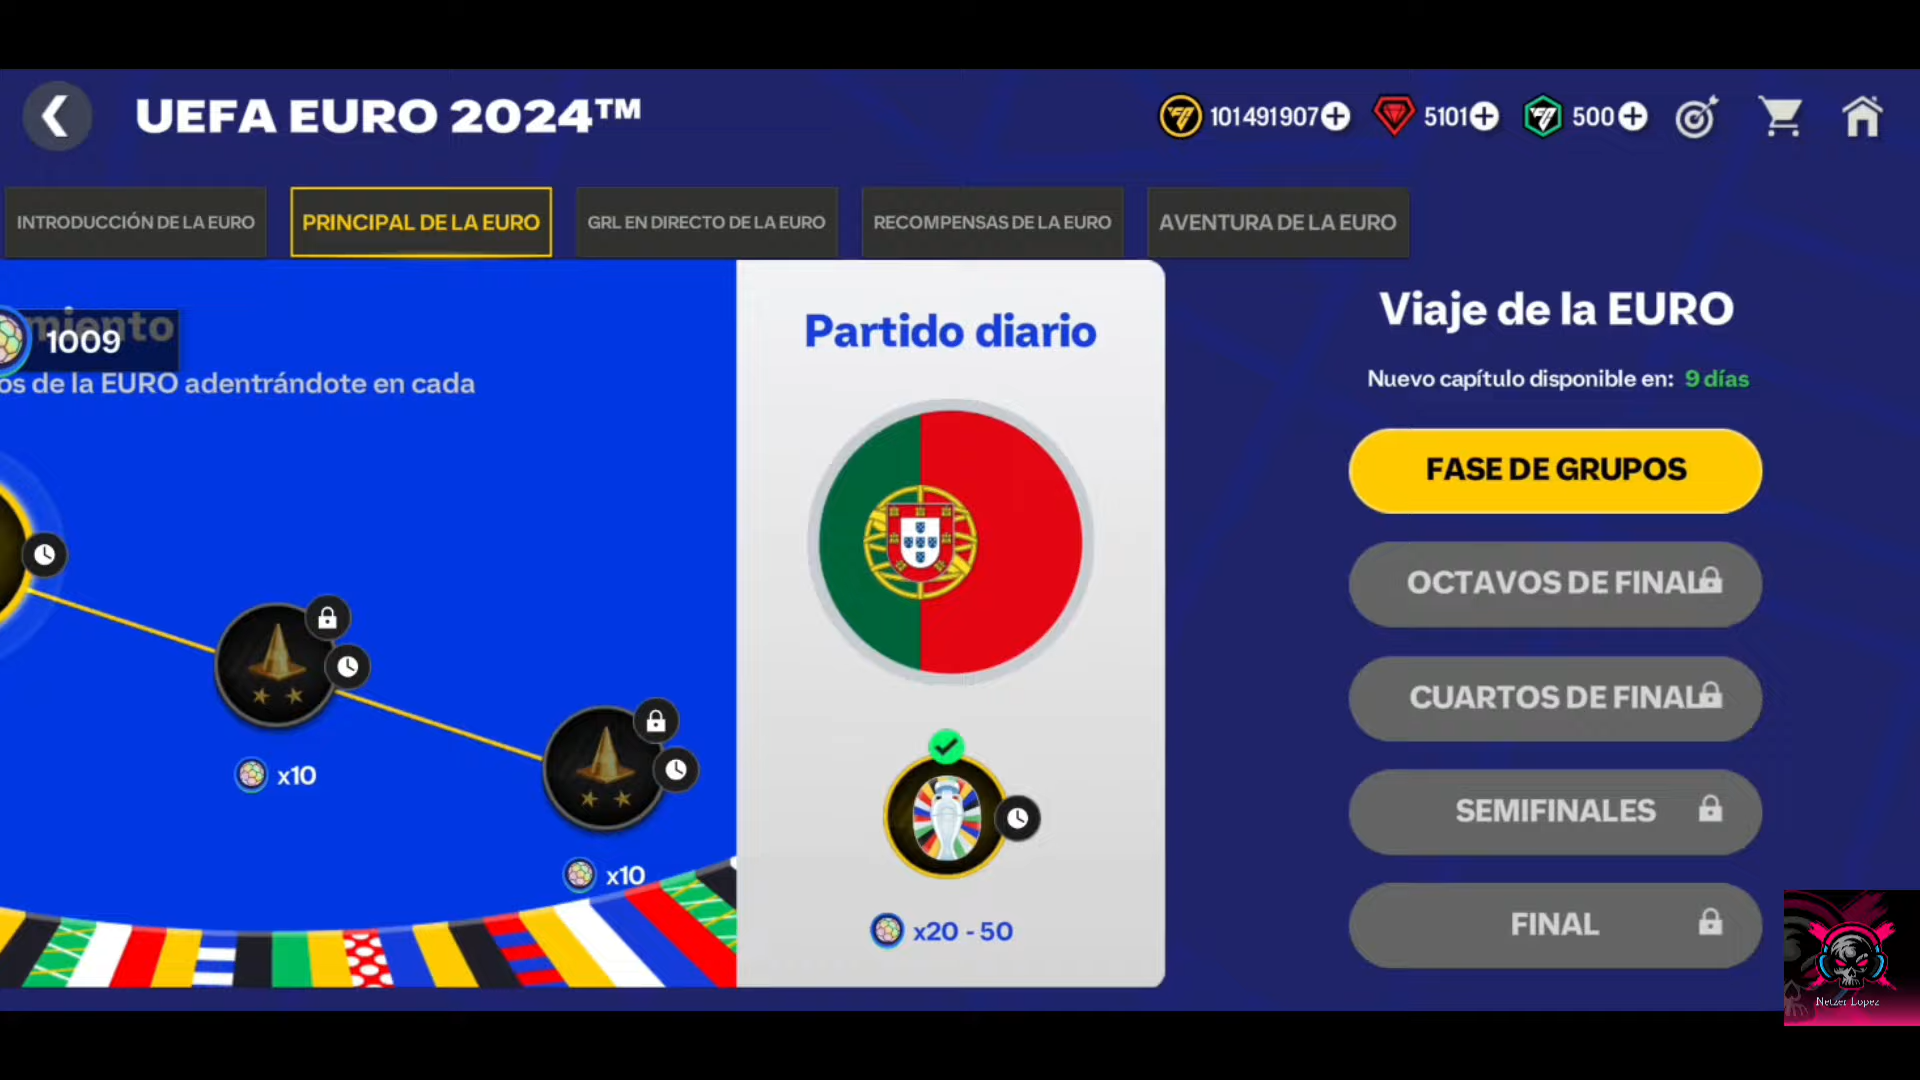 UEFA EURO 2024™
101491907
5101
500
INTRODUCCIÓN DE LA EURO
PRINCIPAL DE LA EURO
GRL EN DIRECTO DE LA EURO
RECOMPENSAS DE LA EURO
AVENTURA DE LA EURO
miento
1009
os de la EURO adentrándote en cada
x10
x10
Partido diario
x20 - 50
Viaje de la EURO
Nuevo capítulo disponible en: 9 días
FASE DE GRUPOS
OCTAVOS DE FINAL
CUARTOS DE FINAL
SEMIFINALES
FINAL
Netzer Lopez